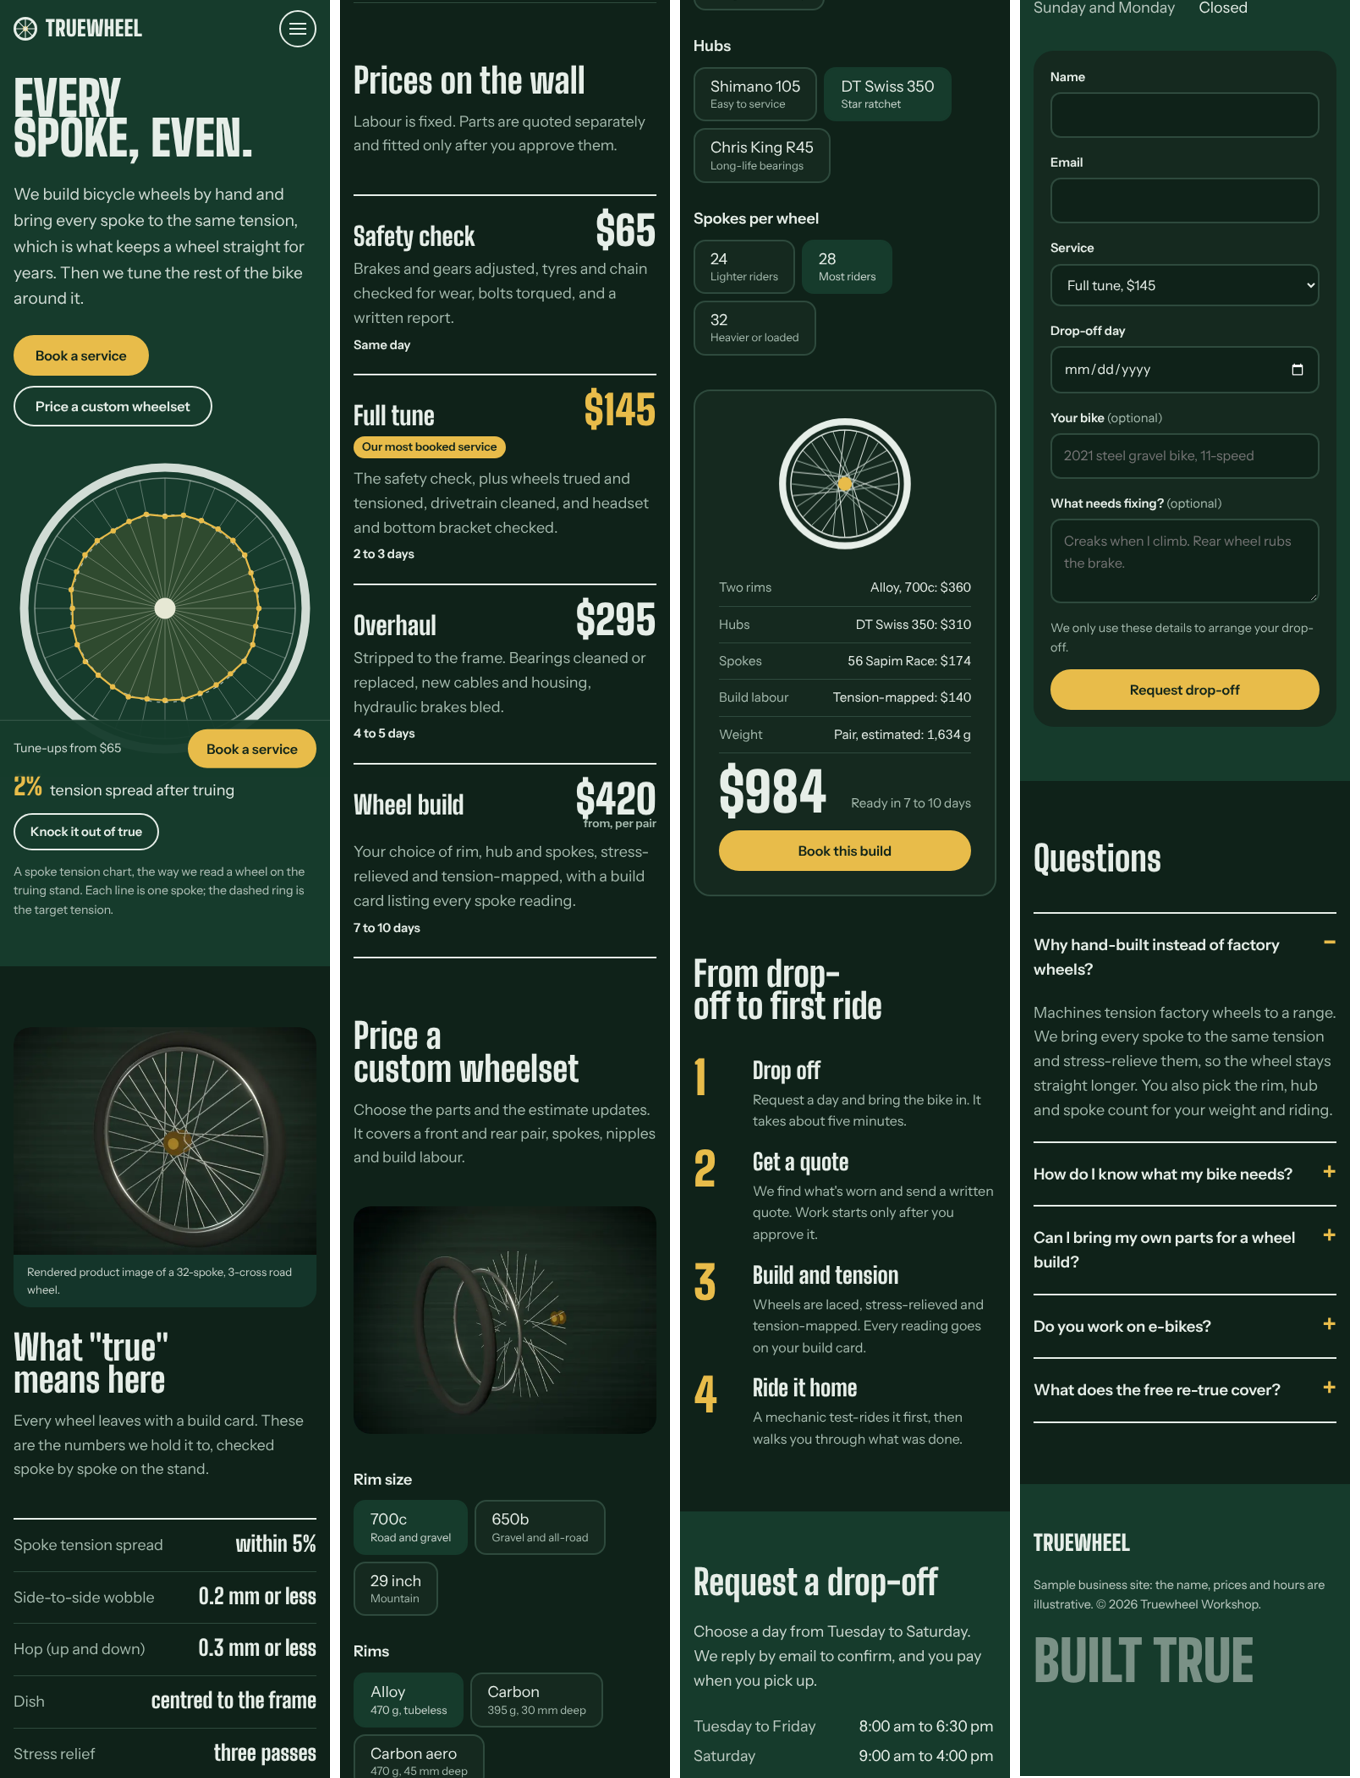 TRUEWHEEL
EVERY
SPOKE, EVEN.
We build bicycle wheels by hand and
bring every spoke to the same tension,
which is what keeps a wheel straight for
years. Then we tune the rest of the bike
around it.
Book a service
Price a custom wheelset
Tune-ups from $65
Book a service
2% tension spread after truing
Knock it out of true
A spoke tension chart, the way we read a wheel on the
truing stand. Each line is one spoke; the dashed ring is
the target tension.
Rendered product image of a 32-spoke, 3-cross road
wheel.
What "true"
means here
Every wheel leaves with a build card. These
are the numbers we hold it to, checked
spoke by spoke on the stand.
Spoke tension spread within 5%
Side-to-side wobble 0.2 mm or less
Hop (up and down) 0.3 mm or less
Dish centred to the frame
Stress relief three passes
Prices on the wall
Labour is fixed. Parts are quoted separately
and fitted only after you approve them.
Safety check $65
Brakes and gears adjusted, tyres and chain
checked for wear, bolts torqued, and a
written report.
Same day
Full tune $145
Our most booked service
The safety check, plus wheels trued and
tensioned, drivetrain cleaned, and headset
and bottom bracket checked.
2 to 3 days
Overhaul $295
Stripped to the frame. Bearings cleaned or
replaced, new cables and housing,
hydraulic brakes bled.
4 to 5 days
Wheel build $420
from, per pair
Your choice of rim, hub and spokes, stress-
relieved and tension-mapped, with a build
card listing every spoke reading.
7 to 10 days
Price a
custom wheelset
Choose the parts and the estimate updates.
It covers a front and rear pair, spokes, nipples
and build labour.
Rim size
700c
Road and gravel
650b
Gravel and all-road
29 inch
Mountain
Rims
Alloy
470 g, tubeless
Carbon
395 g, 30 mm deep
Carbon aero
470 g, 45 mm deep
Hubs
Shimano 105
Easy to service
DT Swiss 350
Star ratchet
Chris King R45
Long-life bearings
Spokes per wheel
24
Lighter riders
28
Most riders
32
Heavier or loaded
Two rims Alloy, 700c: $360
Hubs DT Swiss 350: $310
Spokes 56 Sapim Race: $174
Build labour Tension-mapped: $140
Weight Pair, estimated: 1,634 g
$984 Ready in 7 to 10 days
Book this build
From drop-
off to first ride
1 Drop off
Request a day and bring the bike in. It
takes about five minutes.
2 Get a quote
We find what's worn and send a written
quote. Work starts only after you
approve it.
3 Build and tension
Wheels are laced, stress-relieved and
tension-mapped. Every reading goes
on your build card.
4 Ride it home
A mechanic test-rides it first, then
walks you through what was done.
Request a drop-off
Choose a day from Tuesday to Saturday.
We reply by email to confirm, and you pay
when you pick up.
Tuesday to Friday 8:00 am to 6:30 pm
Saturday 9:00 am to 4:00 pm
Sunday and Monday Closed
Name
Email
Service
Full tune, $145
Drop-off day
mm/dd/yyyy
Your bike (optional)
2021 steel gravel bike, 11-speed
What needs fixing? (optional)
Creaks when I climb. Rear wheel rubs
the brake.
We only use these details to arrange your drop-
off.
Request drop-off
Questions
Why hand-built instead of factory
wheels?
Machines tension factory wheels to a range.
We bring every spoke to the same tension
and stress-relieve them, so the wheel stays
straight longer. You also pick the rim, hub
and spoke count for your weight and riding.
How do I know what my bike needs?
Can I bring my own parts for a wheel
build?
Do you work on e-bikes?
What does the free re-true cover?
TRUEWHEEL
Sample business site: the name, prices and hours are
illustrative. © 2026 Truewheel Workshop.
BUILT TRUE